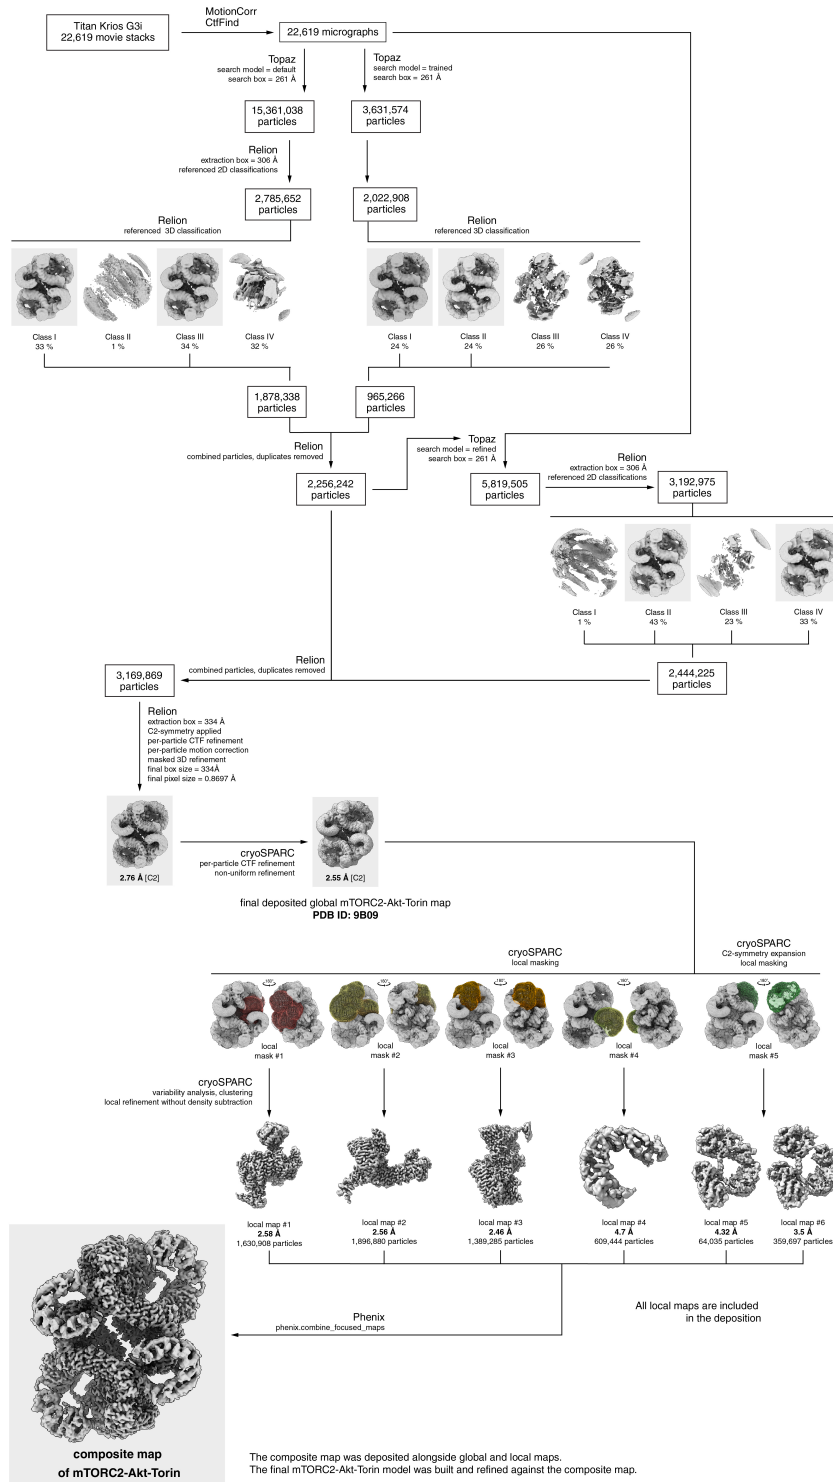 Titan Krios G3i
22,619 movie stacks
MotionCorr
CtfFind
22,619 micrographs
Topaz
search model = default
search box = 261 Å
Topaz
search model = trained
search box = 261 Å
15,361,038
particles
3,631,574
particles
Relion
extraction box = 306 Å
referenced 2D classifications
2,785,652
particles
2,022,908
particles
Relion
referenced 3D classification
Relion
referenced 3D classification
Class I
33 %
Class II
1 %
Class III
34 %
Class IV
32 %
Class I
24 %
Class II
24 %
Class III
26 %
Class IV
26 %
1,878,338
particles
965,266
particles
Relion
combined particles, duplicates removed
Topaz
search model = refined
search box = 261 Å
Relion
extraction box = 306 Å
referenced 2D classifications
2,256,242
particles
5,819,505
particles
3,192,975
particles
Class I
1 %
Class II
43 %
Class III
23 %
Class IV
33 %
Relion
combined particles, duplicates removed
3,169,869
particles
2,444,225
particles
Relion
extraction box = 334 Å
C2-symmetry applied
per-particle CTF refinement
per-particle motion correction
masked 3D refinement
final box size = 334Å
final pixel size = 0.8697 Å
2.76 Å [C2]
cryoSPARC
per-particle CTF refinement
non-uniform refinement
2.55 Å [C2]
final deposited global mTORC2-Akt-Torin map
PDB ID: 9B09
cryoSPARC
local masking
cryoSPARC
C2-symmetry expansion
local masking
180°
180°
180°
180°
180°
local
mask #1
local
mask #2
local
mask #3
local
mask #4
local
mask #5
cryoSPARC
variability analysis, clustering
local refinement without density subtraction
local map #1
2.58 Å
1,630,908 particles
local map #2
2.56 Å
1,896,880 particles
local map #3
2.46 Å
1,389,285 particles
local map #4
4.7 Å
609,444 particles
local map #5
4.32 Å
64,035 particles
local map #6
3.5 Å
359,697 particles
Phenix
phenix.combine_focused_maps
All local maps are included
in the deposition
composite map
of mTORC2-Akt-Torin
The composite map was deposited alongside global and local maps.
The final mTORC2-Akt-Torin model was built and refined against the composite map.